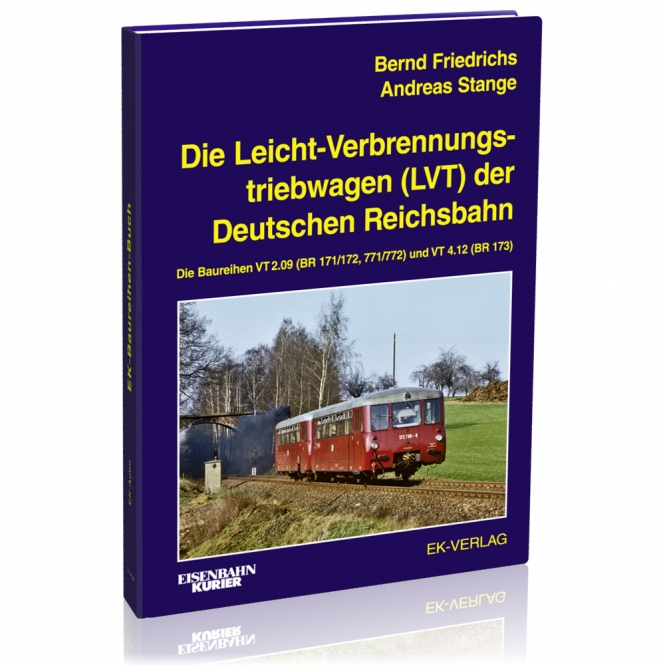 Bernd Friedrichs
Andreas Stange
Die Leicht-Verbrennungs-
triebwagen (LVT) der
Deutschen Reichsbahn
Die Baureihen VT 2.09 (BR 171/172, 771/772) und VT 4.12 (BR 173)
EISENBAHN
KURIER
EK-VERLAG
EK-Baureihen-Buch